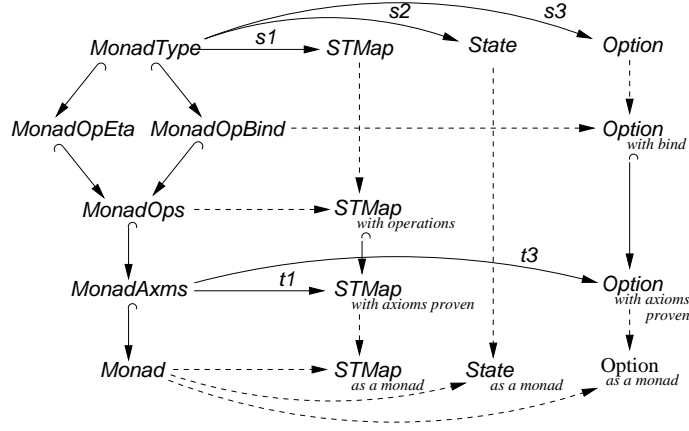 s1 s2 s3
MonadType STMap State Option
MonadOpEta MonadOpBind Option
with bind
MonadOps STMap
with operations
t1 t3
MonadAxms STMap Option
with axioms proven with axioms
proven
Monad STMap State Option
as a monad as a monad as a monad